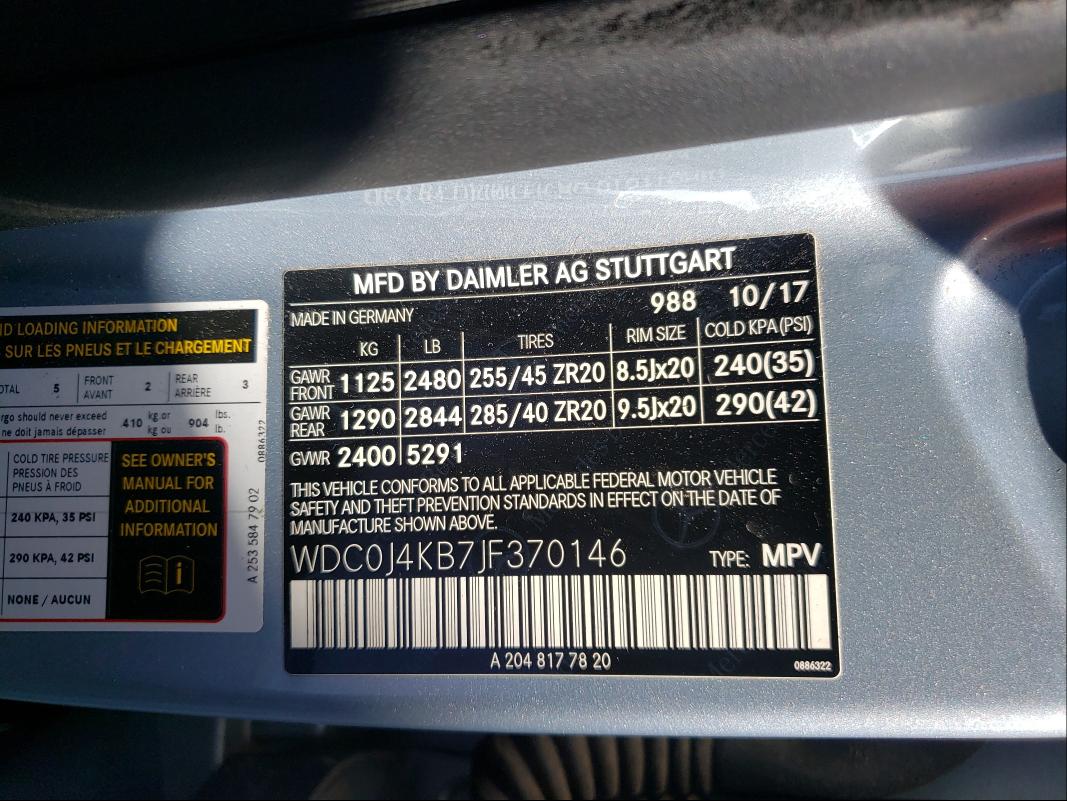 ND LOADING INFORMATION
SUR LES PNEUS ET LE CHARGEMENT
OTAL 5 FRONT AVANT 2 REAR ARRIÈRE 3
rgo should never exceed 410 kg or 904 lbs.
ne doit jamais dépasser kg ou lb.
COLD TIRE PRESSURE
PRESSION DES
PNEUS À FROID
240 KPA, 35 PSI
290 KPA, 42 PSI
NONE / AUCUN
SEE OWNER'S
MANUAL FOR
ADDITIONAL
INFORMATION
0886322
A 253 584 79 02
MFD BY DAIMLER AG STUTTGART
MADE IN GERMANY 988 10/17
KG LB TIRES RIM SIZE COLD KPA(PSI)
GAWR FRONT 1125 2480 255/45 ZR20 8.5Jx20 240(35)
GAWR REAR 1290 2844 285/40 ZR20 9.5Jx20 290(42)
GVWR 2400 5291
THIS VEHICLE CONFORMS TO ALL APPLICABLE FEDERAL MOTOR VEHICLE
SAFETY AND THEFT PREVENTION STANDARDS IN EFFECT ON THE DATE OF
MANUFACTURE SHOWN ABOVE.
WDC0J4KB7JF370146 TYPE: MPV
A 204 817 78 20 0886322